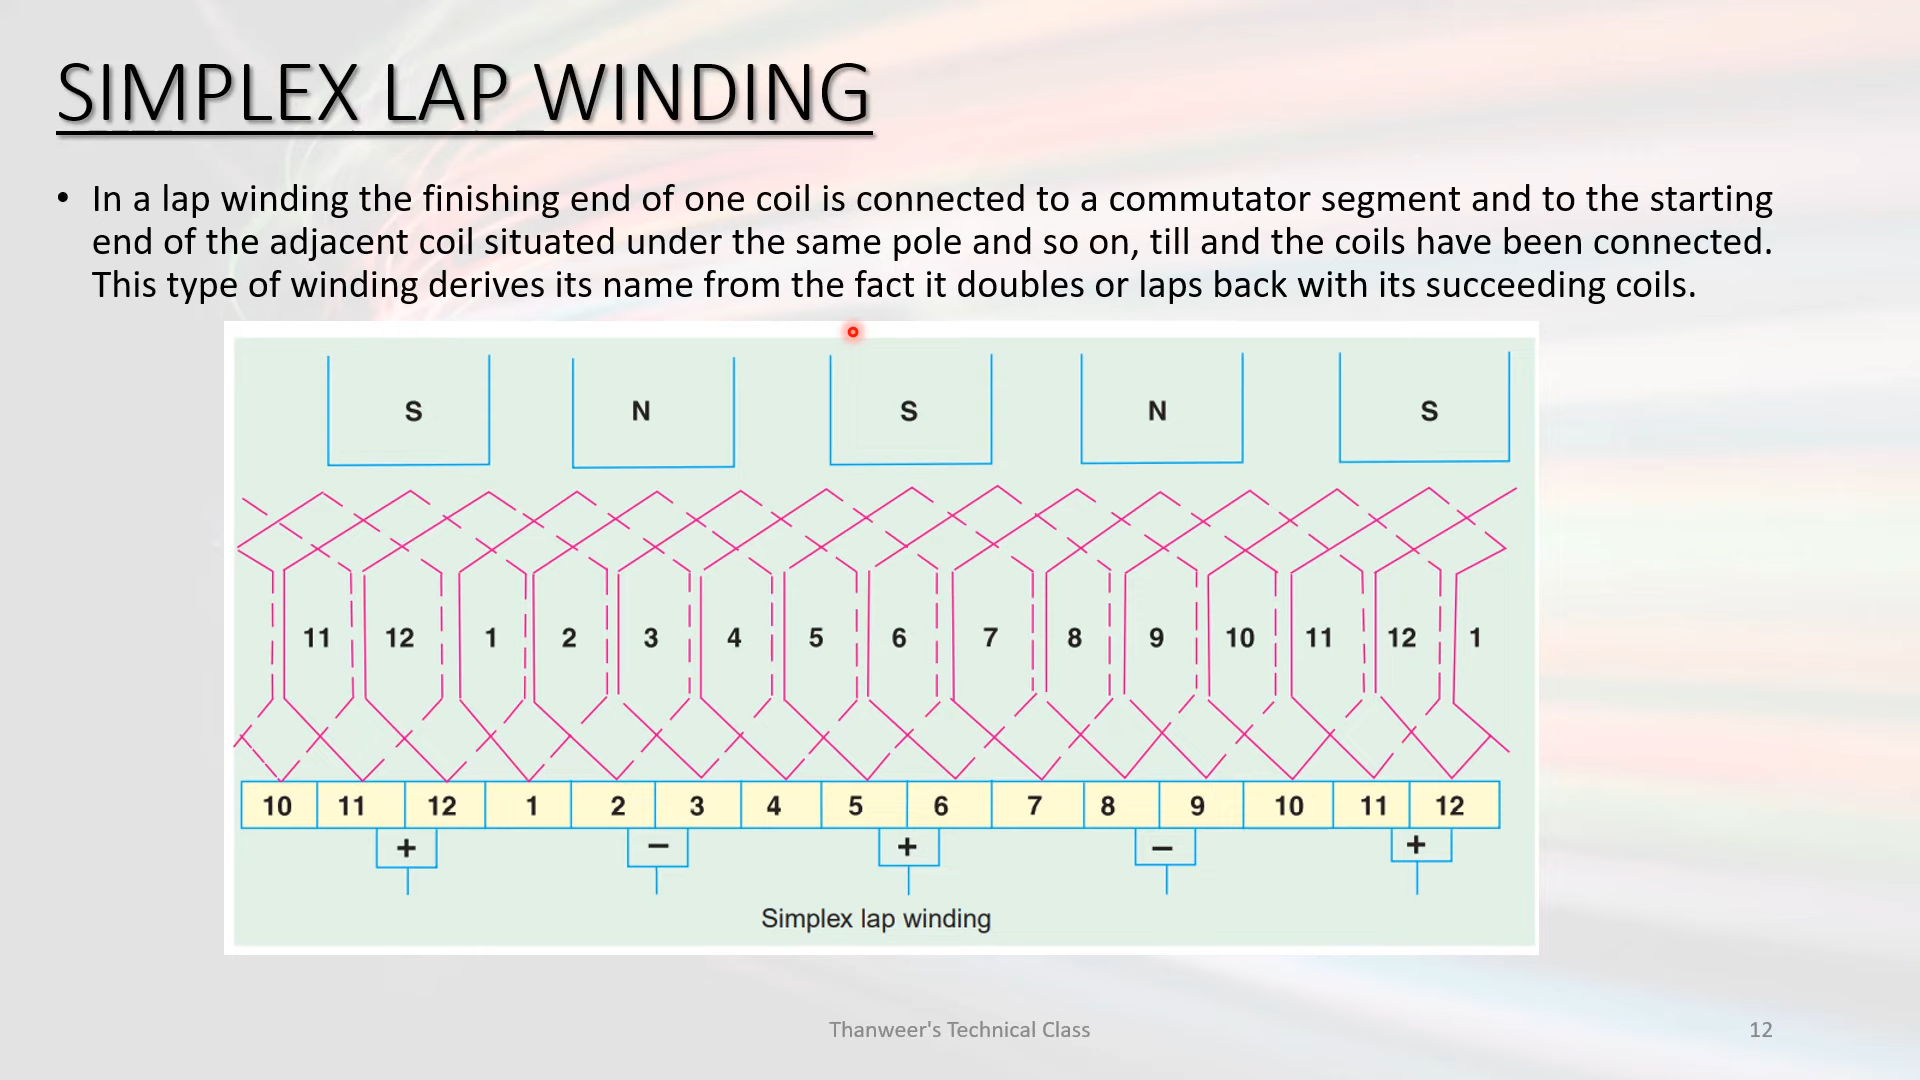 SIMPLEX LAP WINDING
• In a lap winding the finishing end of one coil is connected to a commutator segment and to the starting
end of the adjacent coil situated under the same pole and so on, till and the coils have been connected.
This type of winding derives its name from the fact it doubles or laps back with its succeeding coils.
S N S N S
11 12 1 2 3 4 5 6 7 8 9 10 11 12 1
10 11 12 1 2 3 4 5 6 7 8 9 10 11 12
+ − + − +
Simplex lap winding
Thanweer's Technical Class 12